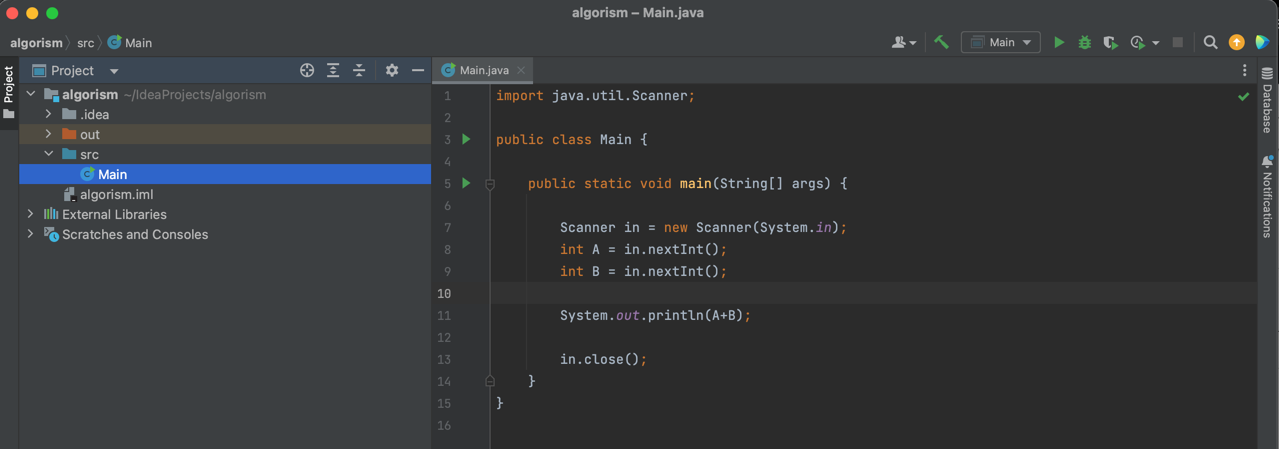 algorism – Main.java
algorism src Main
Main
Project
Project
algorism ~/IdeaProjects/algorism
.idea
out
src
Main
algorism.iml
External Libraries
Scratches and Consoles
Main.java
1 import java.util.Scanner;
2
3 public class Main {
4
5 public static void main(String[] args) {
6
7 Scanner in = new Scanner(System.in);
8 int A = in.nextInt();
9 int B = in.nextInt();
10
11 System.out.println(A+B);
12
13 in.close();
14 }
15 }
16
Database
Notifications